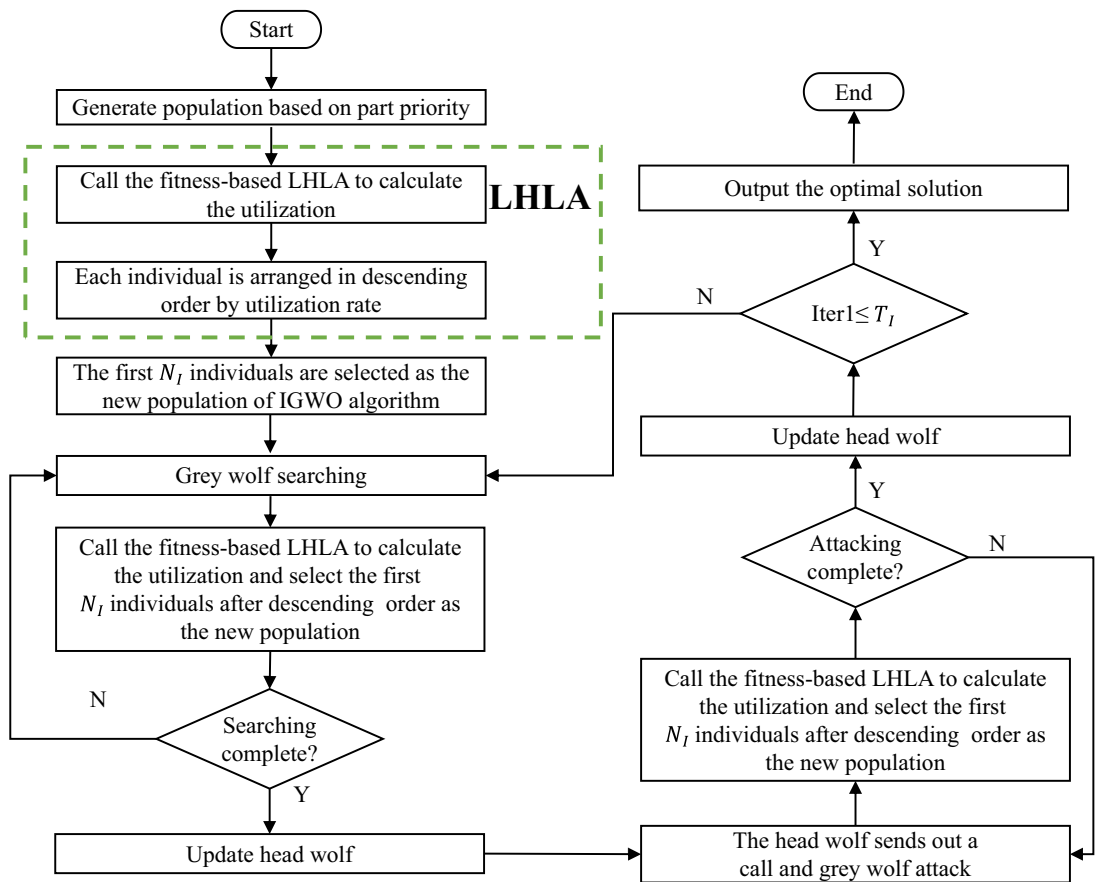 Start
Generate population based on part priority
Call the fitness-based LHLA to calculate
the utilization
LHLA
Each individual is arranged in descending
order by utilization rate
The first N_I individuals are selected as the
new population of IGWO algorithm
Grey wolf searching
Call the fitness-based LHLA to calculate
the utilization and select the first
N_I individuals after descending order as
the new population
N
Searching
complete?
Y
Update head wolf
The head wolf sends out a
call and grey wolf attack
Call the fitness-based LHLA to calculate
the utilization and select the first
N_I individuals after descending order as
the new population
Attacking
complete?
N
Y
Update head wolf
Iter1≤ T_I
N
Y
Output the optimal solution
End